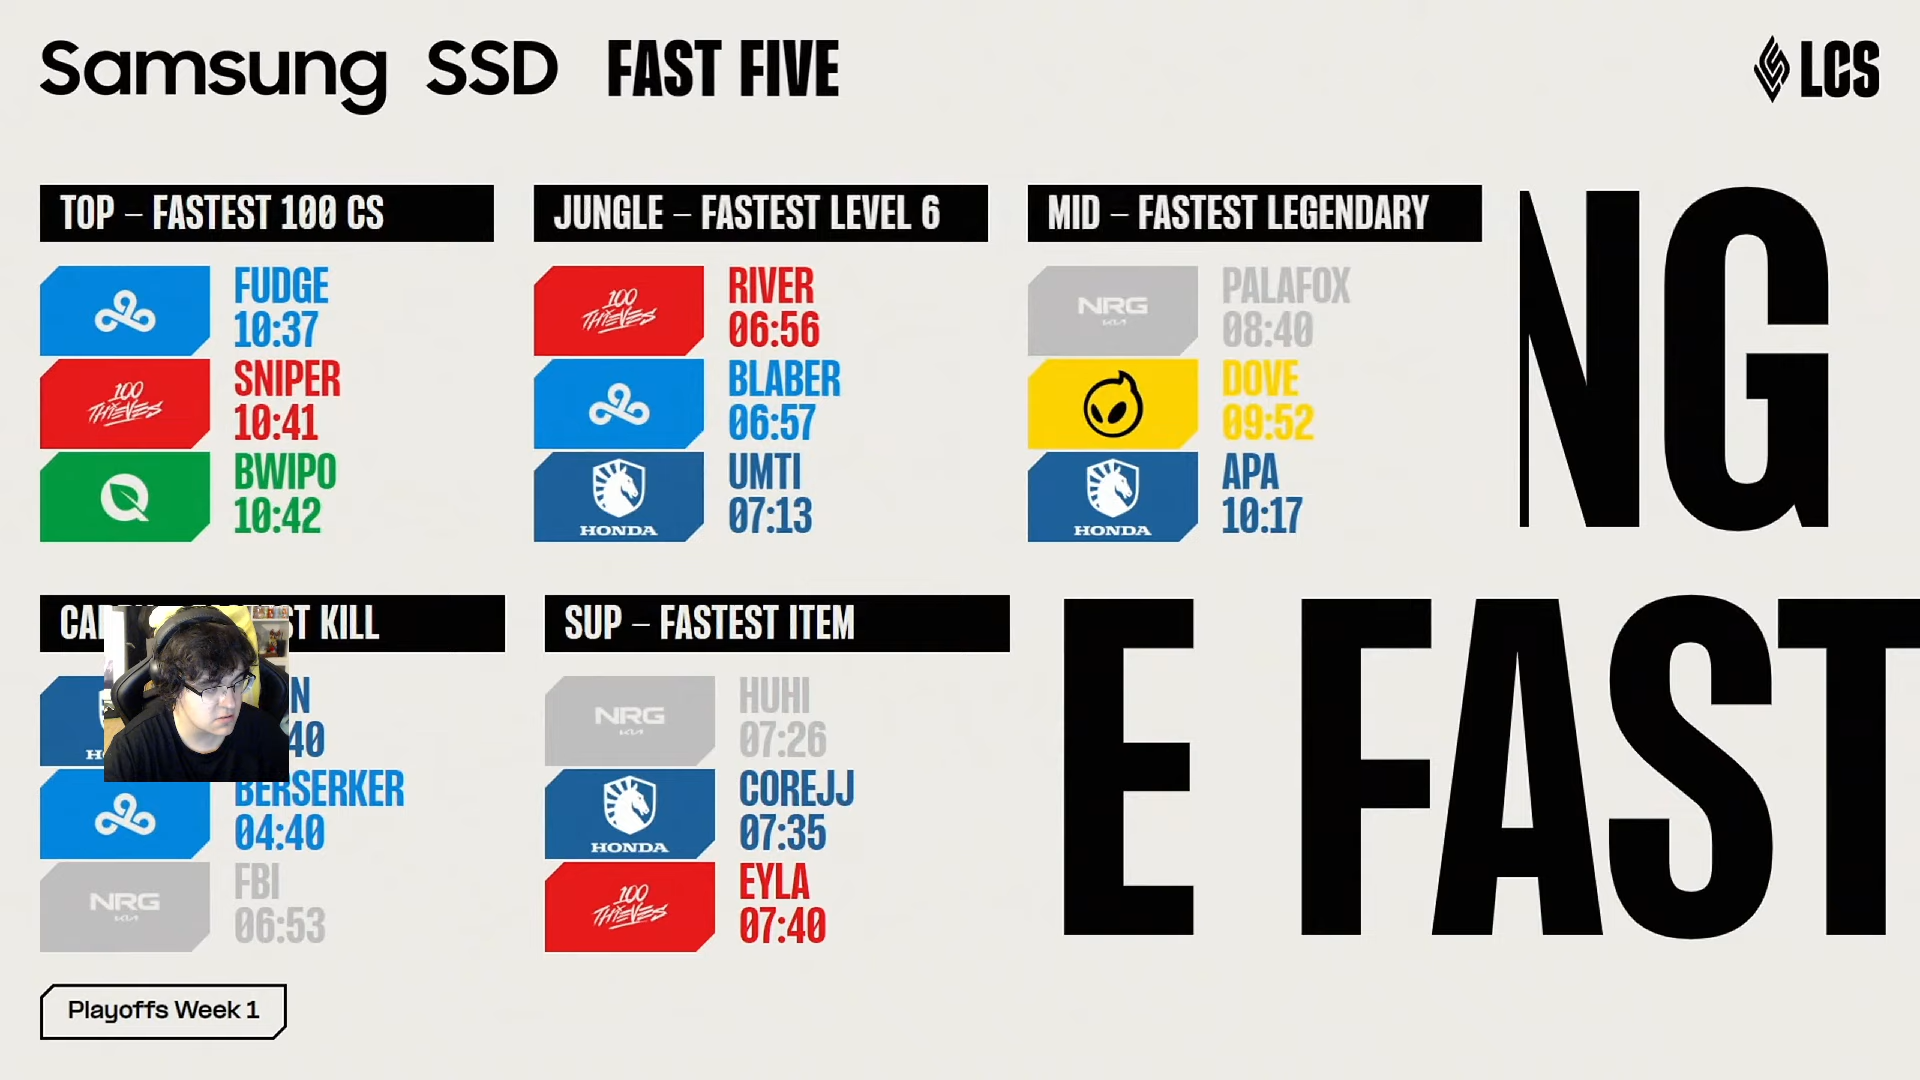 Samsung SSD FAST FIVE
LCS
TOP – FASTEST 100 CS
FUDGE
10:37
100 THIEVES
SNIPER
10:41
BWIPO
10:42
JUNGLE – FASTEST LEVEL 6
100 THIEVES
RIVER
06:56
BLABER
06:57
HONDA
UMTI
07:13
MID – FASTEST LEGENDARY
NRG
KIA
PALAFOX
08:40
DOVE
09:52
HONDA
APA
10:17
NG
KILL
BERSERKER
04:40
NRG
KIA
FBI
06:53
SUP – FASTEST ITEM
NRG
KIA
HUHI
07:26
HONDA
COREJJ
07:35
100 THIEVES
EYLA
07:40
E FAST
Playoffs Week 1